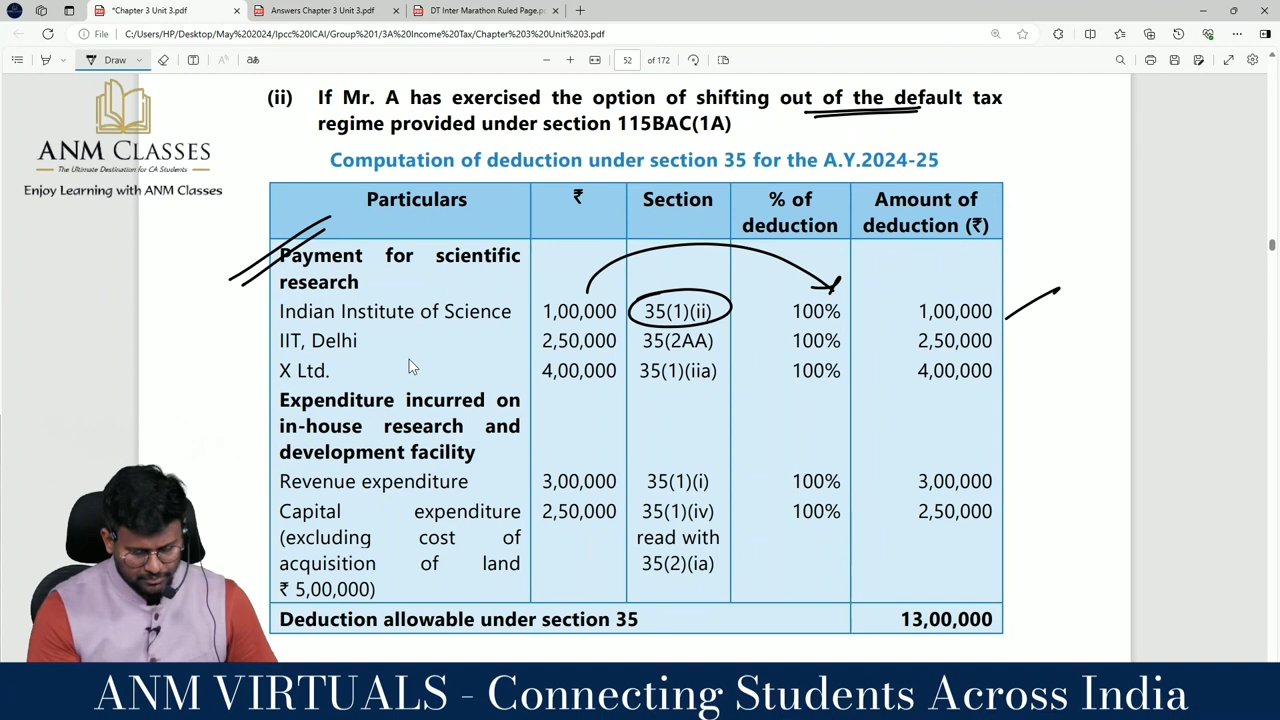 *Chapter 3 Unit 3.pdf
Answers Chapter 3 Unit 3.pdf
DT Inter Marathon Ruled Page.p
File
C:/Users/HP/Desktop/May%202024/Ipcc%20ICAI/Group%201/3A%20Income%20Tax/Chapter%203%20Unit%203.pdf
Draw
52 of 172
(ii) If Mr. A has exercised the option of shifting out of the default tax
regime provided under section 115BAC(1A)
Computation of deduction under section 35 for the A.Y.2024-25
ANM CLASSES
The Ultimate Destination for CA Students
Enjoy Learning with ANM Classes
Particulars ₹ Section % of deduction Amount of deduction (₹)
Payment for scientific
research
Indian Institute of Science 1,00,000 35(1)(ii) 100% 1,00,000
IIT, Delhi 2,50,000 35(2AA) 100% 2,50,000
X Ltd. 4,00,000 35(1)(iia) 100% 4,00,000
Expenditure incurred on
in-house research and
development facility
Revenue expenditure 3,00,000 35(1)(i) 100% 3,00,000
Capital expenditure 2,50,000 35(1)(iv) 100% 2,50,000
(excluding cost of read with
acquisition of land 35(2)(ia)
₹ 5,00,000)
Deduction allowable under section 35 13,00,000
ANM VIRTUALS - Connecting Students Across India